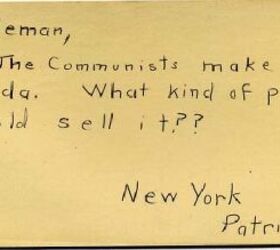 eman,
The Communists make
da. What kind of p
ld sell it??
New York
Patri